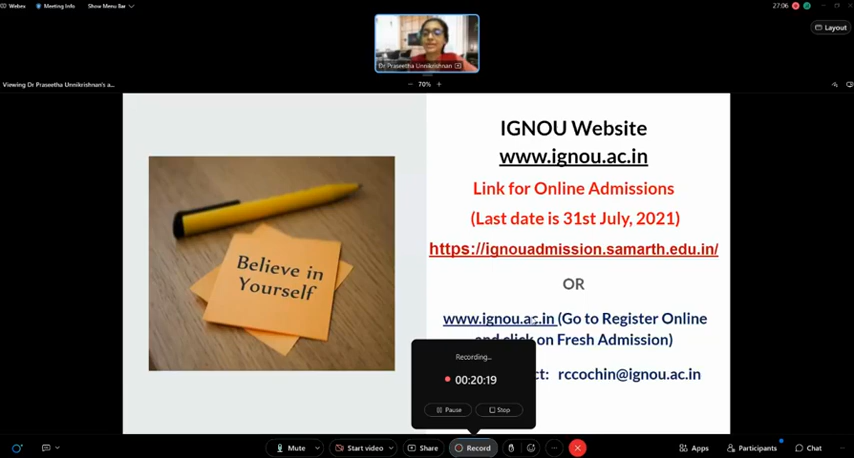 Webex
Meeting Info
Show Menu Bar
27:06
Layout
Dr Praseetha Unnikrishnan
Viewing Dr Praseetha Unnikrishnan's a...
70%
IGNOU Website
www.ignou.ac.in
Link for Online Admissions
(Last date is 31st July, 2021)
https://ignouadmission.samarth.edu.in/
OR
www.ignou.ac.in (Go to Register Online
and click on Fresh Admission)
rccochin@ignou.ac.in
Believe in
Yourself
Recording...
00:20:19
Pause
Stop
Mute
Start video
Share
Record
Apps
Participants
Chat